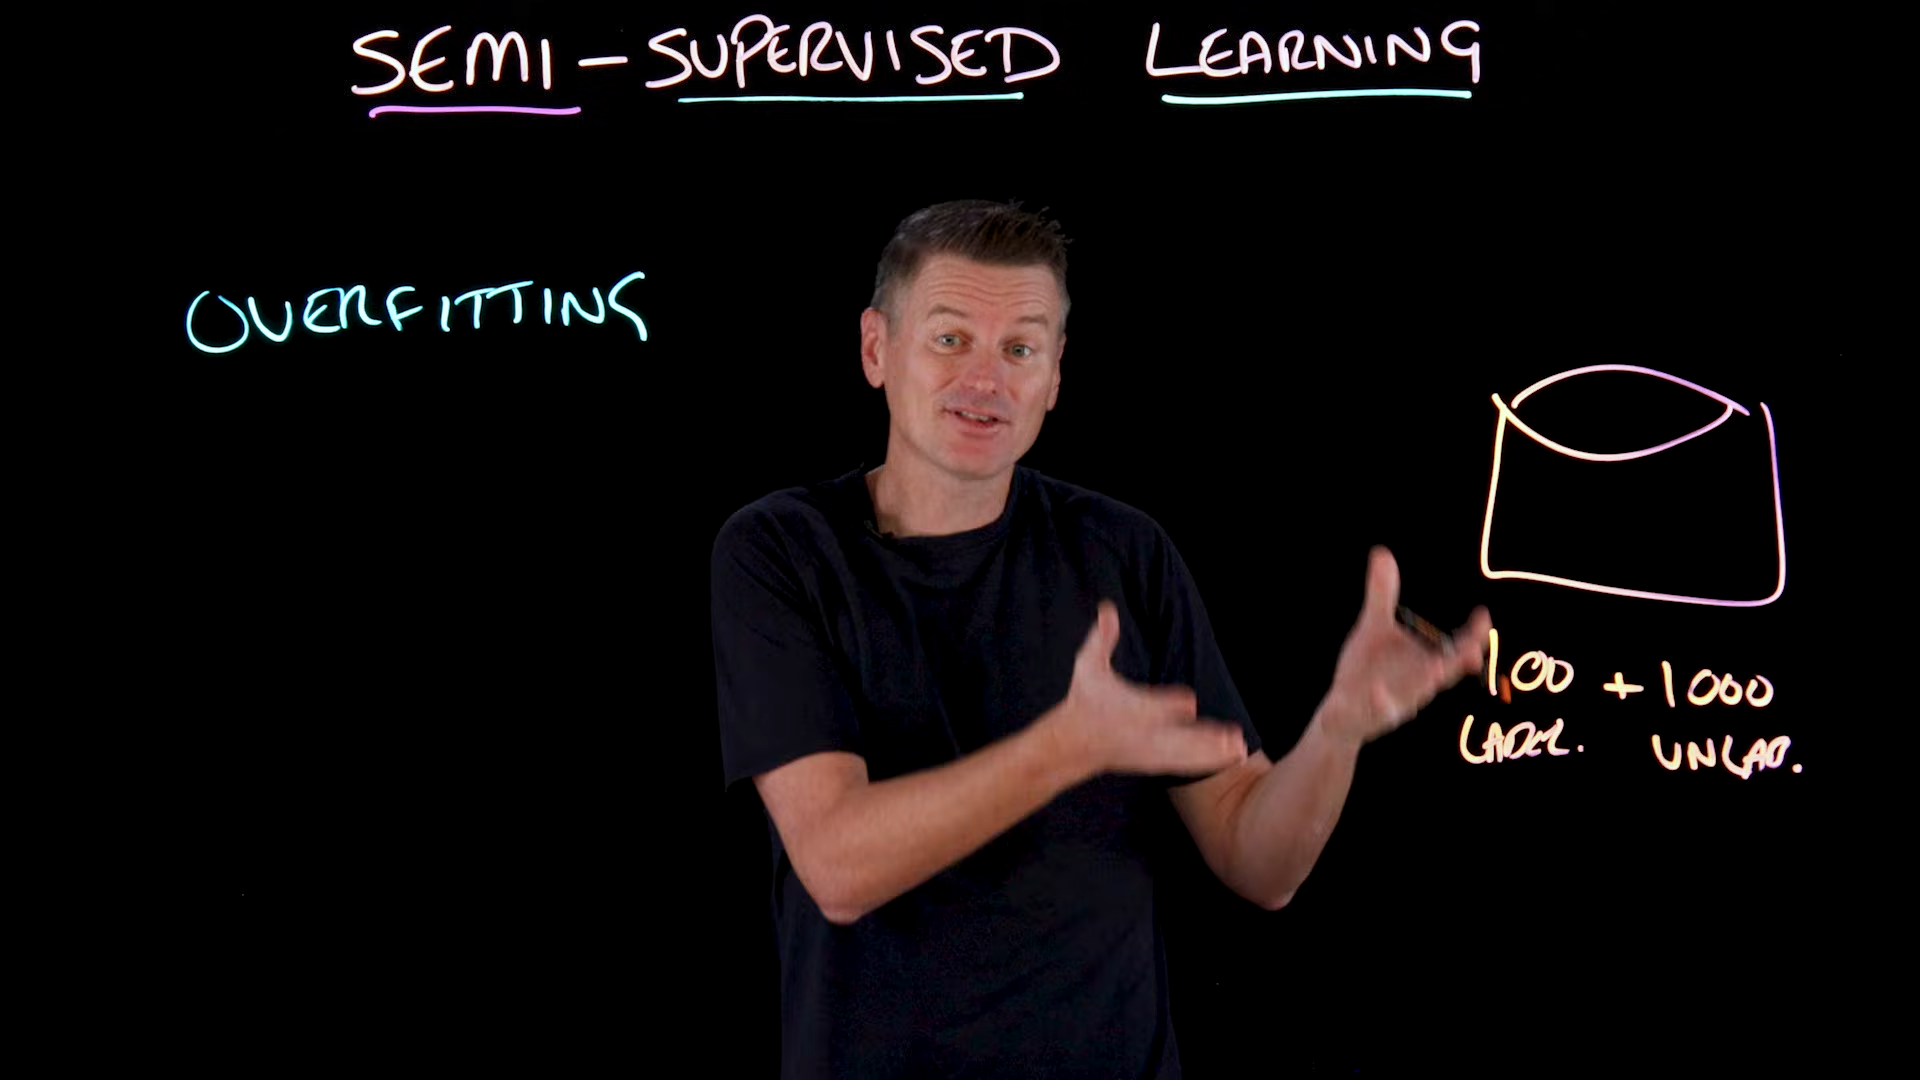 SEMI-SUPERVISED LEARNING
OVERFITTING
100 + 1000
LABEL. UNLAB.